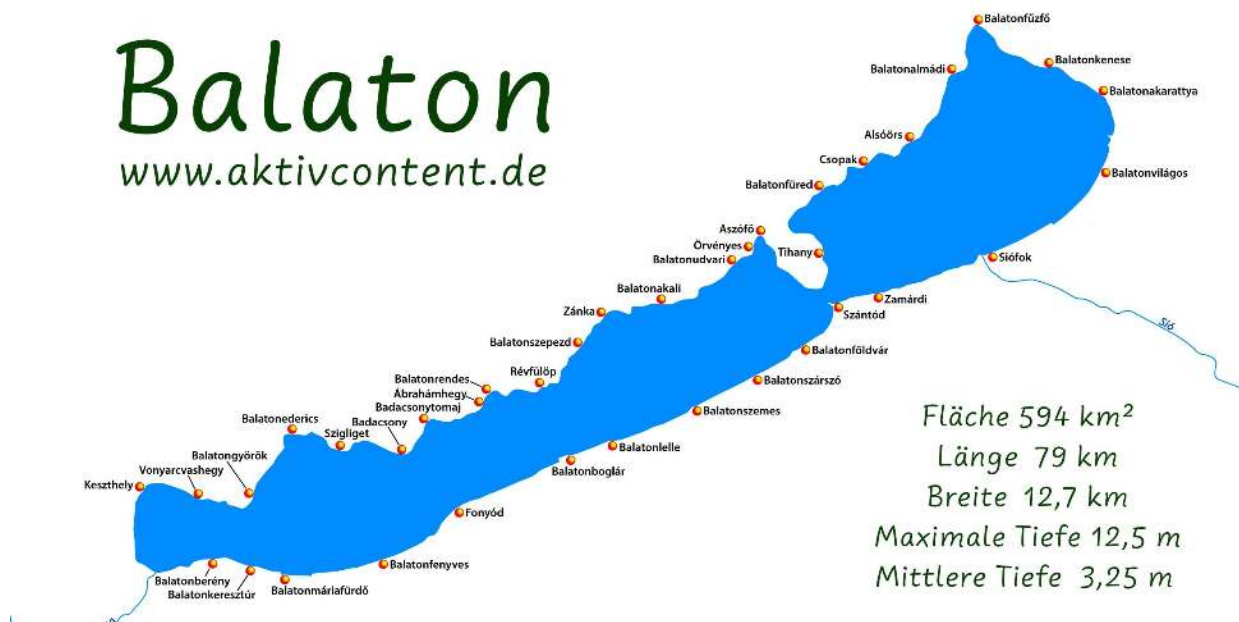 Balaton
www.aktivcontent.de
Balatonfűzfő
Balatonalmádi
Balatonkenese
Balatonakarattya
Alsóörs
Csopak
Balatonvilágos
Balatonfüred
Aszófő
Örvényes
Tihany
Balatonudvari
Siófok
Balatonakali
Zamárdi
Zánka
Szántód
Sió
Balatonszepezd
Balatonföldvár
Révfülöp
Balatonszárszó
Balatonrendes
Ábrahámhegy
Badacsonytomaj
Balatonszemes
Balatonederics
Badacsony
Szigliget
Balatonlelle
Balatongyörök
Balatonboglár
Vonyarcvashegy
Keszthely
Fonyód
Balatonfenyves
Balatonberény
Balatonkeresztúr
Balatonmáriafürdő
Fläche 594 km²
Länge 79 km
Breite 12,7 km
Maximale Tiefe 12,5 m
Mittlere Tiefe 3,25 m